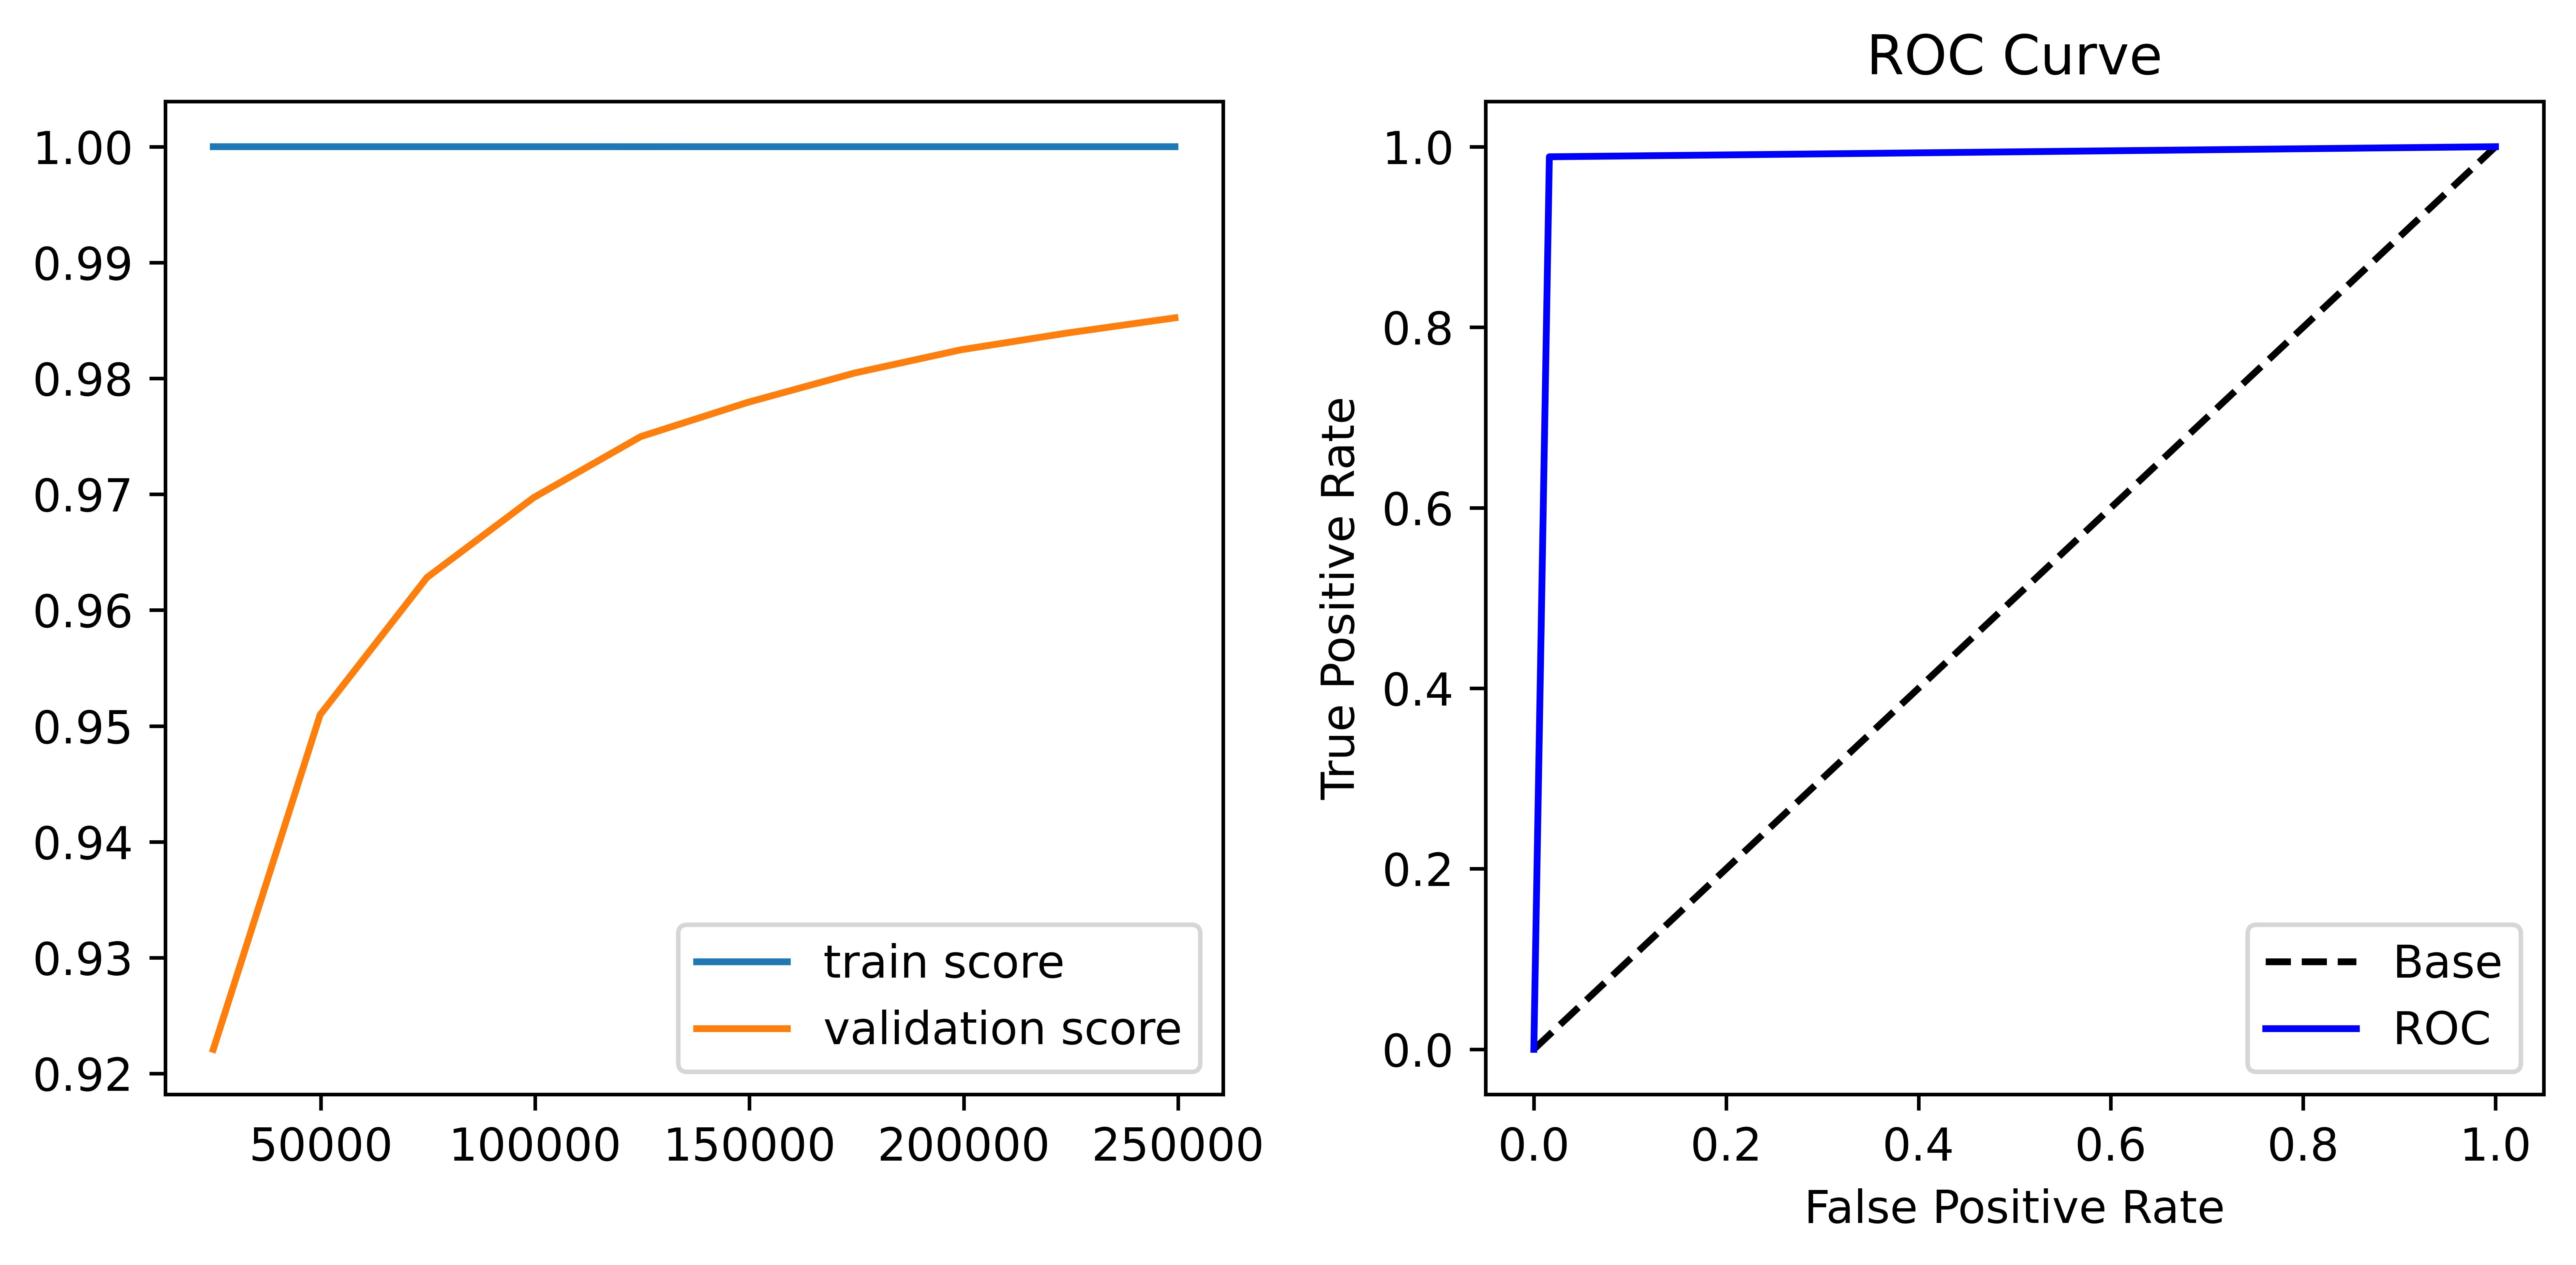 1.00
0.99
0.98
0.97
0.96
0.95
0.94
0.93
0.92
50000 100000 150000 200000 250000
train score
validation score
ROC Curve
True Positive Rate
1.0
0.8
0.6
0.4
0.2
0.0
0.0 0.2 0.4 0.6 0.8 1.0
False Positive Rate
Base
ROC